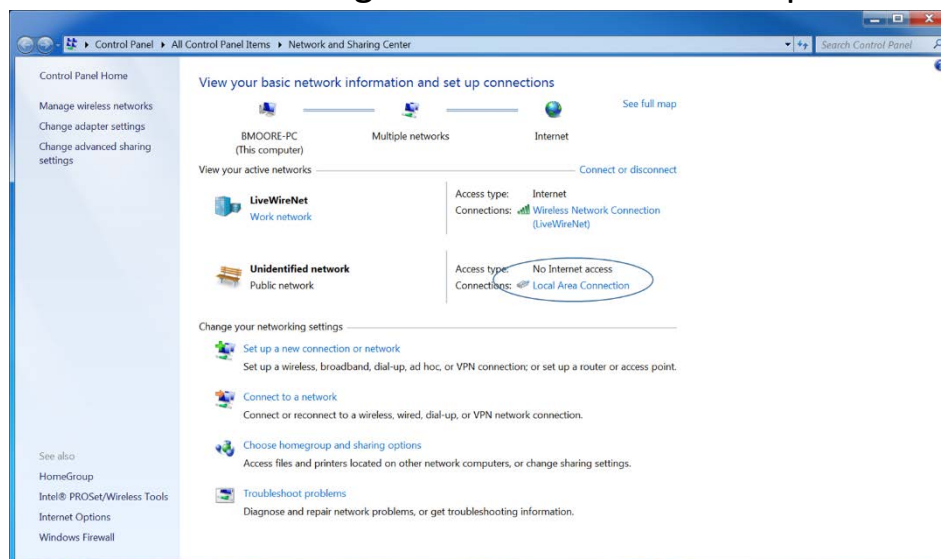 Control Panel ▸ All Control Panel Items ▸ Network and Sharing Center
Search Control Panel
Control Panel Home
Manage wireless networks
Change adapter settings
Change advanced sharing
settings
See also
HomeGroup
Intel® PROSet/Wireless Tools
Internet Options
Windows Firewall
View your basic network information and set up connections
See full map
BMOORE-PC
(This computer)
Multiple networks
Internet
View your active networks
Connect or disconnect
LiveWireNet
Work network
Access type: Internet
Connections: Wireless Network Connection
(LiveWireNet)
Unidentified network
Public network
Access type: No Internet access
Connections: Local Area Connection
Change your networking settings
Set up a new connection or network
Set up a wireless, broadband, dial-up, ad hoc, or VPN connection; or set up a router or access point.
Connect to a network
Connect or reconnect to a wireless, wired, dial-up, or VPN network connection.
Choose homegroup and sharing options
Access files and printers located on other network computers, or change sharing settings.
Troubleshoot problems
Diagnose and repair network problems, or get troubleshooting information.